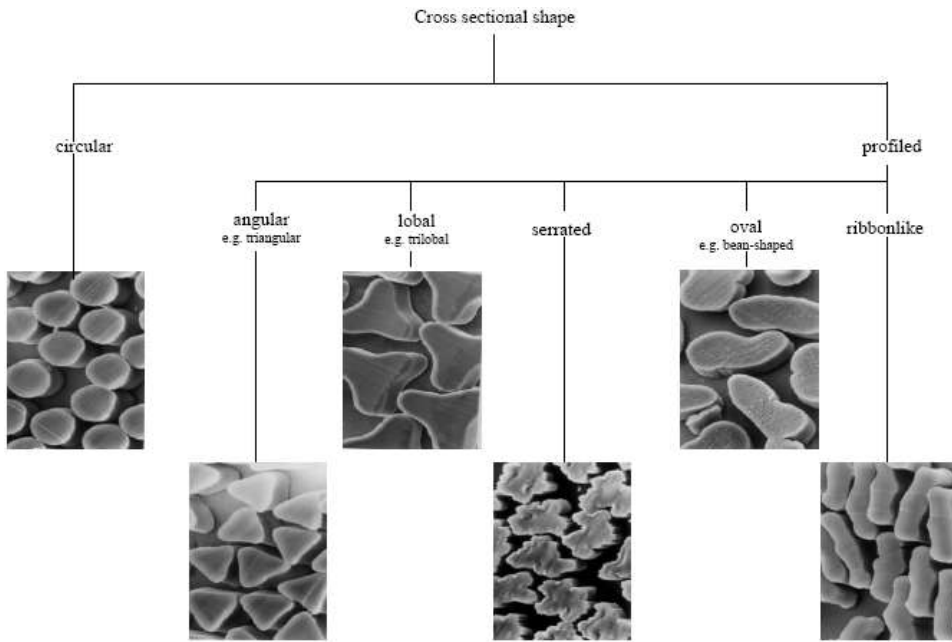 Cross sectional shape
circular
profiled
angular
e.g. triangular
lobal
e.g. trilobal
serrated
oval
e.g. bean-shaped
ribbonlike